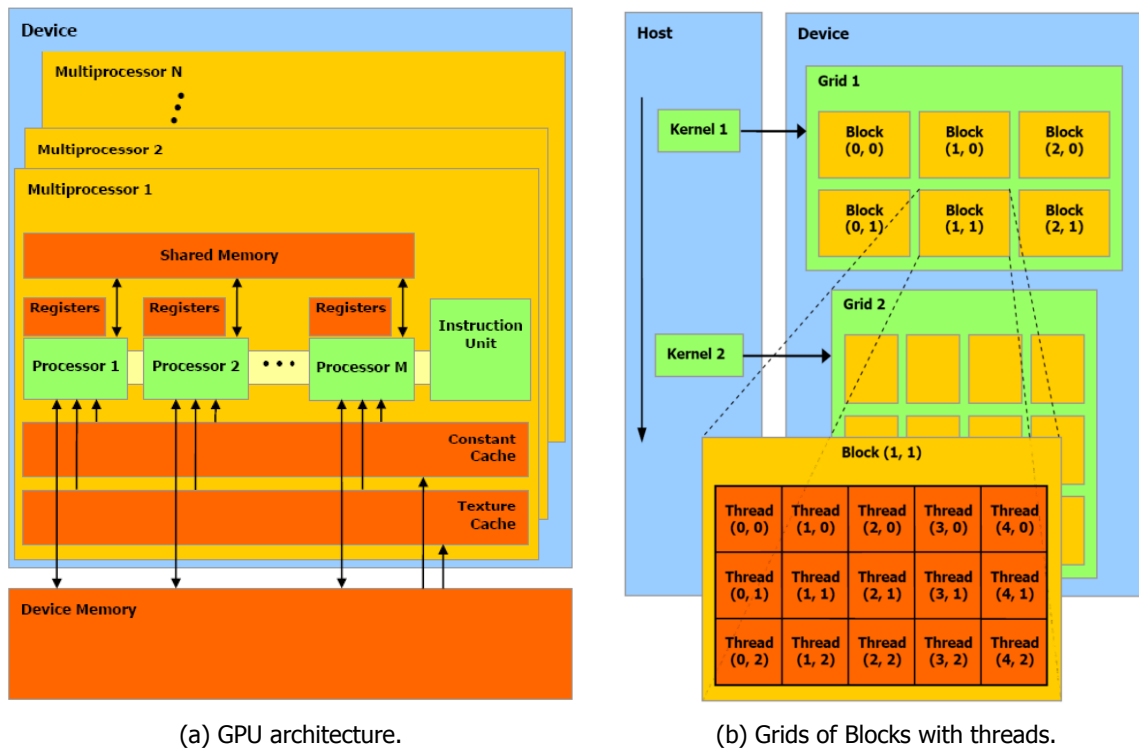 Device
Multiprocessor N
Multiprocessor 2
Multiprocessor 1
Shared Memory
Registers
Registers
Registers
Instruction
Unit
Processor 1
Processor 2
Processor M
Constant
Cache
Texture
Cache
Device Memory
(a) GPU architecture.
Host
Device
Grid 1
Kernel 1
Block
(0, 0)
Block
(1, 0)
Block
(2, 0)
Block
(0, 1)
Block
(1, 1)
Block
(2, 1)
Grid 2
Kernel 2
Block (1, 1)
Thread
(0, 0)
Thread
(1, 0)
Thread
(2, 0)
Thread
(3, 0)
Thread
(4, 0)
Thread
(0, 1)
Thread
(1, 1)
Thread
(2, 1)
Thread
(3, 1)
Thread
(4, 1)
Thread
(0, 2)
Thread
(1, 2)
Thread
(2, 2)
Thread
(3, 2)
Thread
(4, 2)
(b) Grids of Blocks with threads.